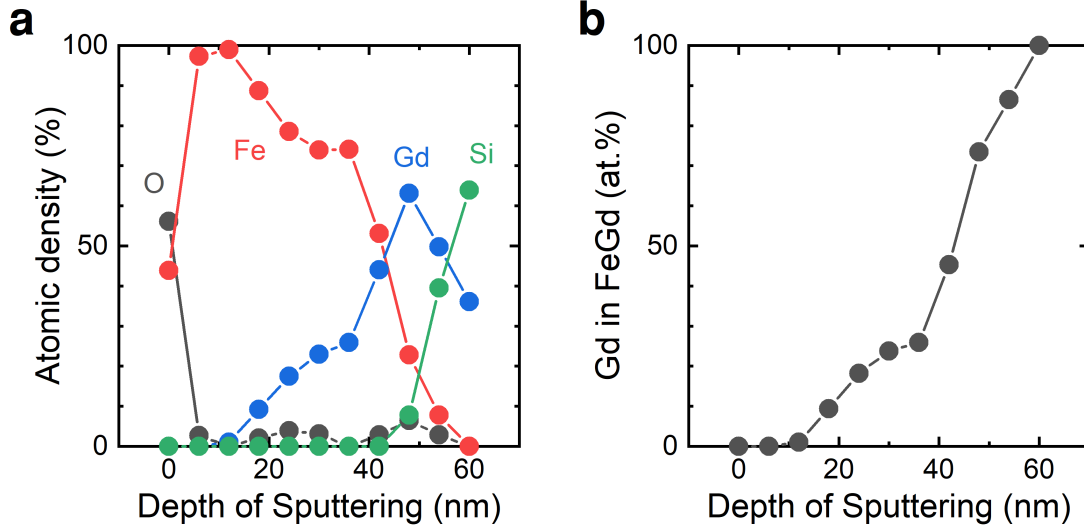 a
100
50
0
Atomic density (%)
O
Fe
Gd
Si
0 20 40 60
Depth of Sputtering (nm)
b
100
50
0
Gd in FeGd (at.%)
0 20 40 60
Depth of Sputtering (nm)